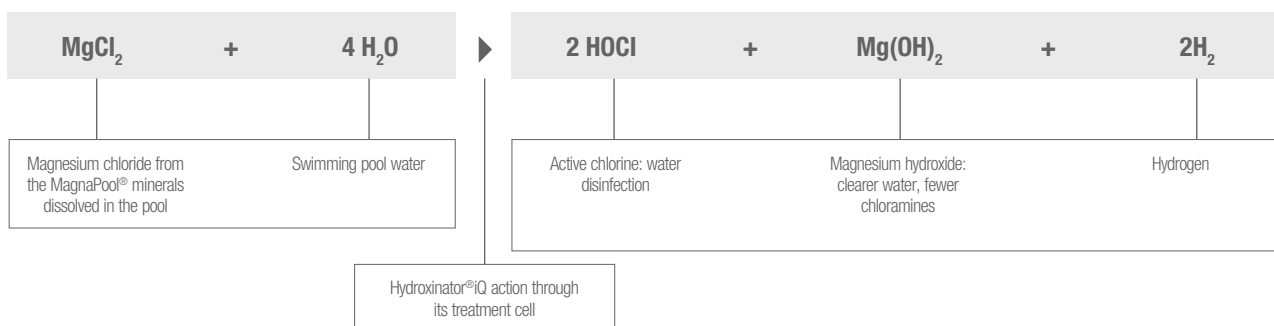 MgCl₂ + 4 H₂O ▶ 2 HOCl + Mg(OH)₂ + 2H₂
Magnesium chloride from
the MagnaPool® minerals
dissolved in the pool
Swimming pool water
Active chlorine: water
disinfection
Magnesium hydroxide:
clearer water, fewer
chloramines
Hydrogen
Hydroxinator®iQ action through
its treatment cell